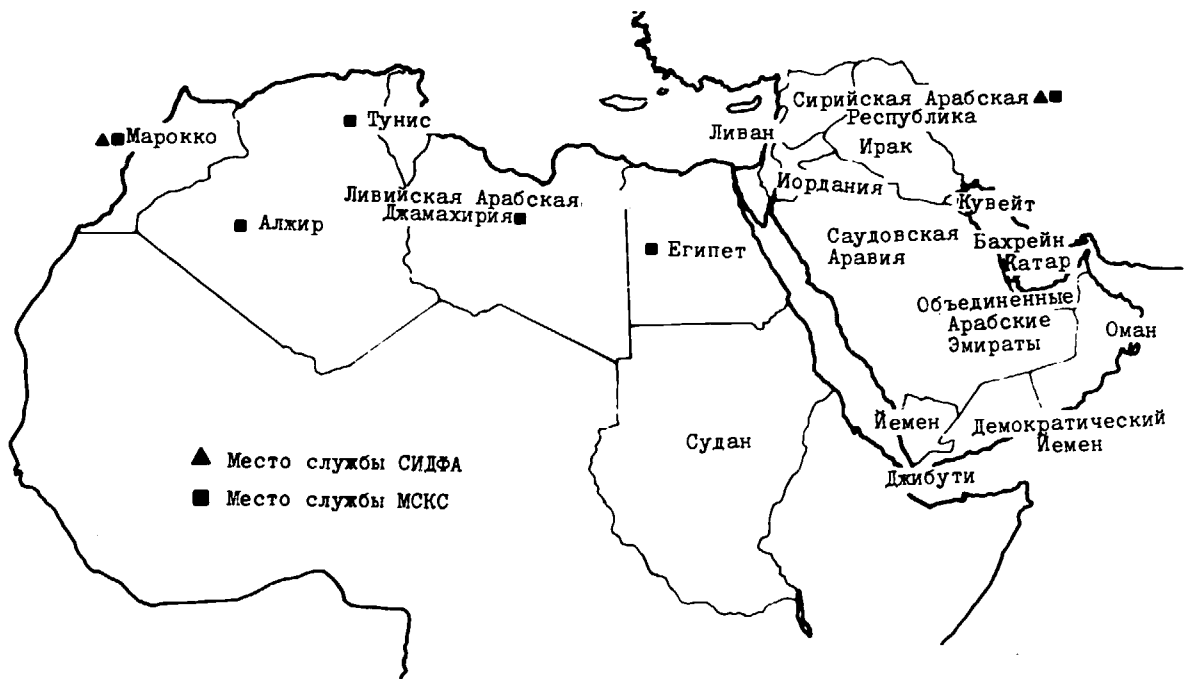 Сирийская Арабская
Республика
Марокко
Тунис
Ливан
Ирак
Иордания
Ливийская Арабская
Джамахирия
Кувейт
Алжир
Египет
Саудовская
Аравия
Бахрейн
Катар
Объединенные
Арабские
Эмираты
Оман
Йемен
Демократический
Йемен
Судан
Джибути
Место службы СИДФА
Место службы МСКС